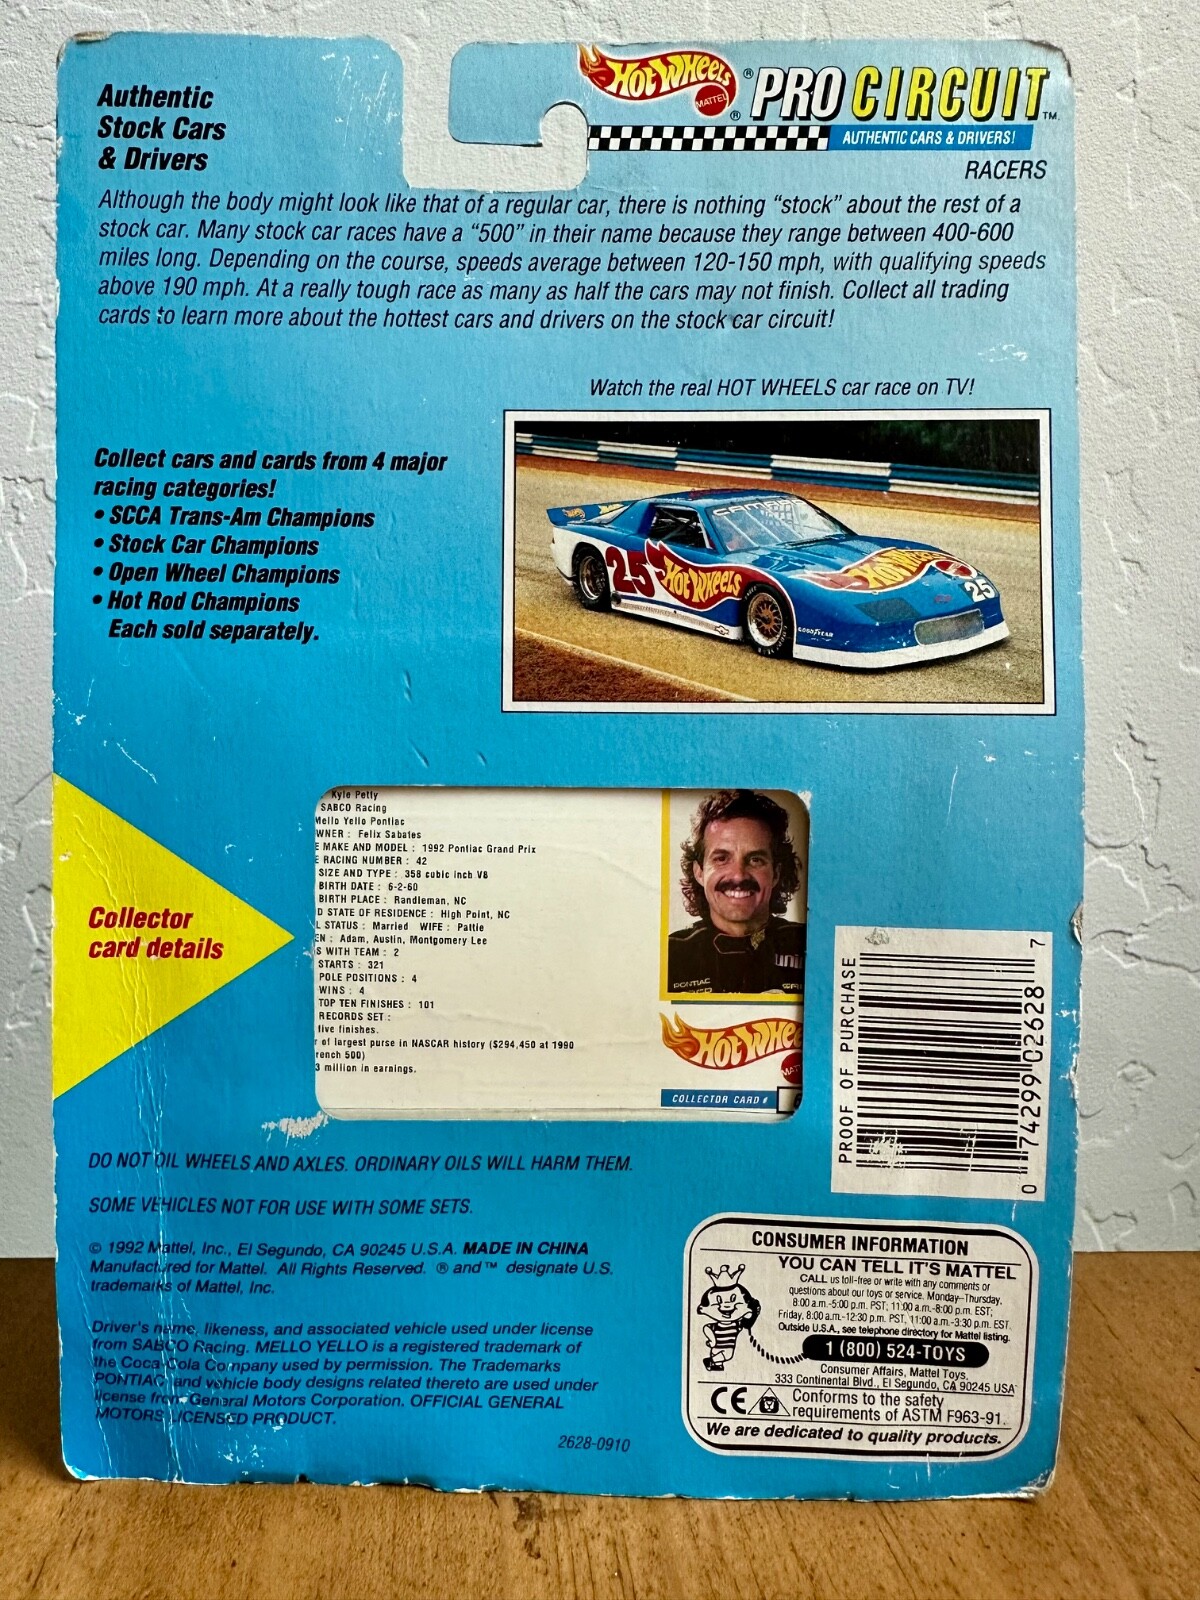 Authentic
Stock Cars
& Drivers
HOT WHEELS ® PRO CIRCUIT™
MATTEL ®
AUTHENTIC CARS & DRIVERS!
RACERS
Although the body might look like that of a regular car, there is nothing "stock" about the rest of a
stock car. Many stock car races have a "500" in their name because they range between 400-600
miles long. Depending on the course, speeds average between 120-150 mph, with qualifying speeds
above 190 mph. At a really tough race as many as half the cars may not finish. Collect all trading
cards to learn more about the hottest cars and drivers on the stock car circuit!
Watch the real HOT WHEELS car race on TV!
Collect cars and cards from 4 major
racing categories!
• SCCA Trans-Am Champions
• Stock Car Champions
• Open Wheel Champions
• Hot Rod Champions
Each sold separately.
CAMARO
25 HOT WHEELS
HOT WHEELS
25
GOODYEAR
Collector
card details
: Kyle Petty
SABCO Racing
Mello Yello Pontiac
WNER : Felix Sabates
E MAKE AND MODEL : 1992 Pontiac Grand Prix
E RACING NUMBER : 42
SIZE AND TYPE : 358 cubic inch V8
BIRTH DATE : 6-2-60
BIRTH PLACE : Randleman, NC
D STATE OF RESIDENCE : High Point, NC
L STATUS : Married WIFE : Pattie
EN : Adam, Austin, Montgomery Lee
S WITH TEAM : 2
STARTS : 321
POLE POSITIONS : 4
WINS : 4
TOP TEN FINISHES : 101
RECORDS SET :
five finishes.
r of largest purse in NASCAR history ($294,450 at 1990
rench 500)
3 million in earnings.
PONTIAC
HOT WHEE
MAT
COLLECTOR CARD #
PROOF OF PURCHASE
0 74299 02628 7
DO NOT OIL WHEELS AND AXLES. ORDINARY OILS WILL HARM THEM.
SOME VEHICLES NOT FOR USE WITH SOME SETS.
© 1992 Mattel, Inc., El Segundo, CA 90245 U.S.A. MADE IN CHINA
Manufactured for Mattel. All Rights Reserved. ® and ™ designate U.S.
trademarks of Mattel, Inc.
Driver's name, likeness, and associated vehicle used under license
from SABCO Racing. MELLO YELLO is a registered trademark of
the Coca-Cola Company used by permission. The Trademarks
PONTIAC and vehicle body designs related thereto are used under
license from General Motors Corporation. OFFICIAL GENERAL
MOTORS LICENSED PRODUCT.
2628-0910
CONSUMER INFORMATION
YOU CAN TELL IT'S MATTEL
CALL us toll-free or write with any comments or
questions about our toys or service. Monday–Thursday,
8:00 a.m.-5:00 p.m. PST; 11:00 a.m.-8:00 p.m. EST;
Friday, 8:00 a.m.-12:30 p.m. PST, 11:00 a.m.-3:30 p.m. EST.
Outside U.S.A., see telephone directory for Mattel listing.
1 (800) 524-TOYS
Consumer Affairs, Mattel Toys,
333 Continental Blvd., El Segundo, CA 90245 USA
CE Conforms to the safety
requirements of ASTM F963-91.
We are dedicated to quality products.